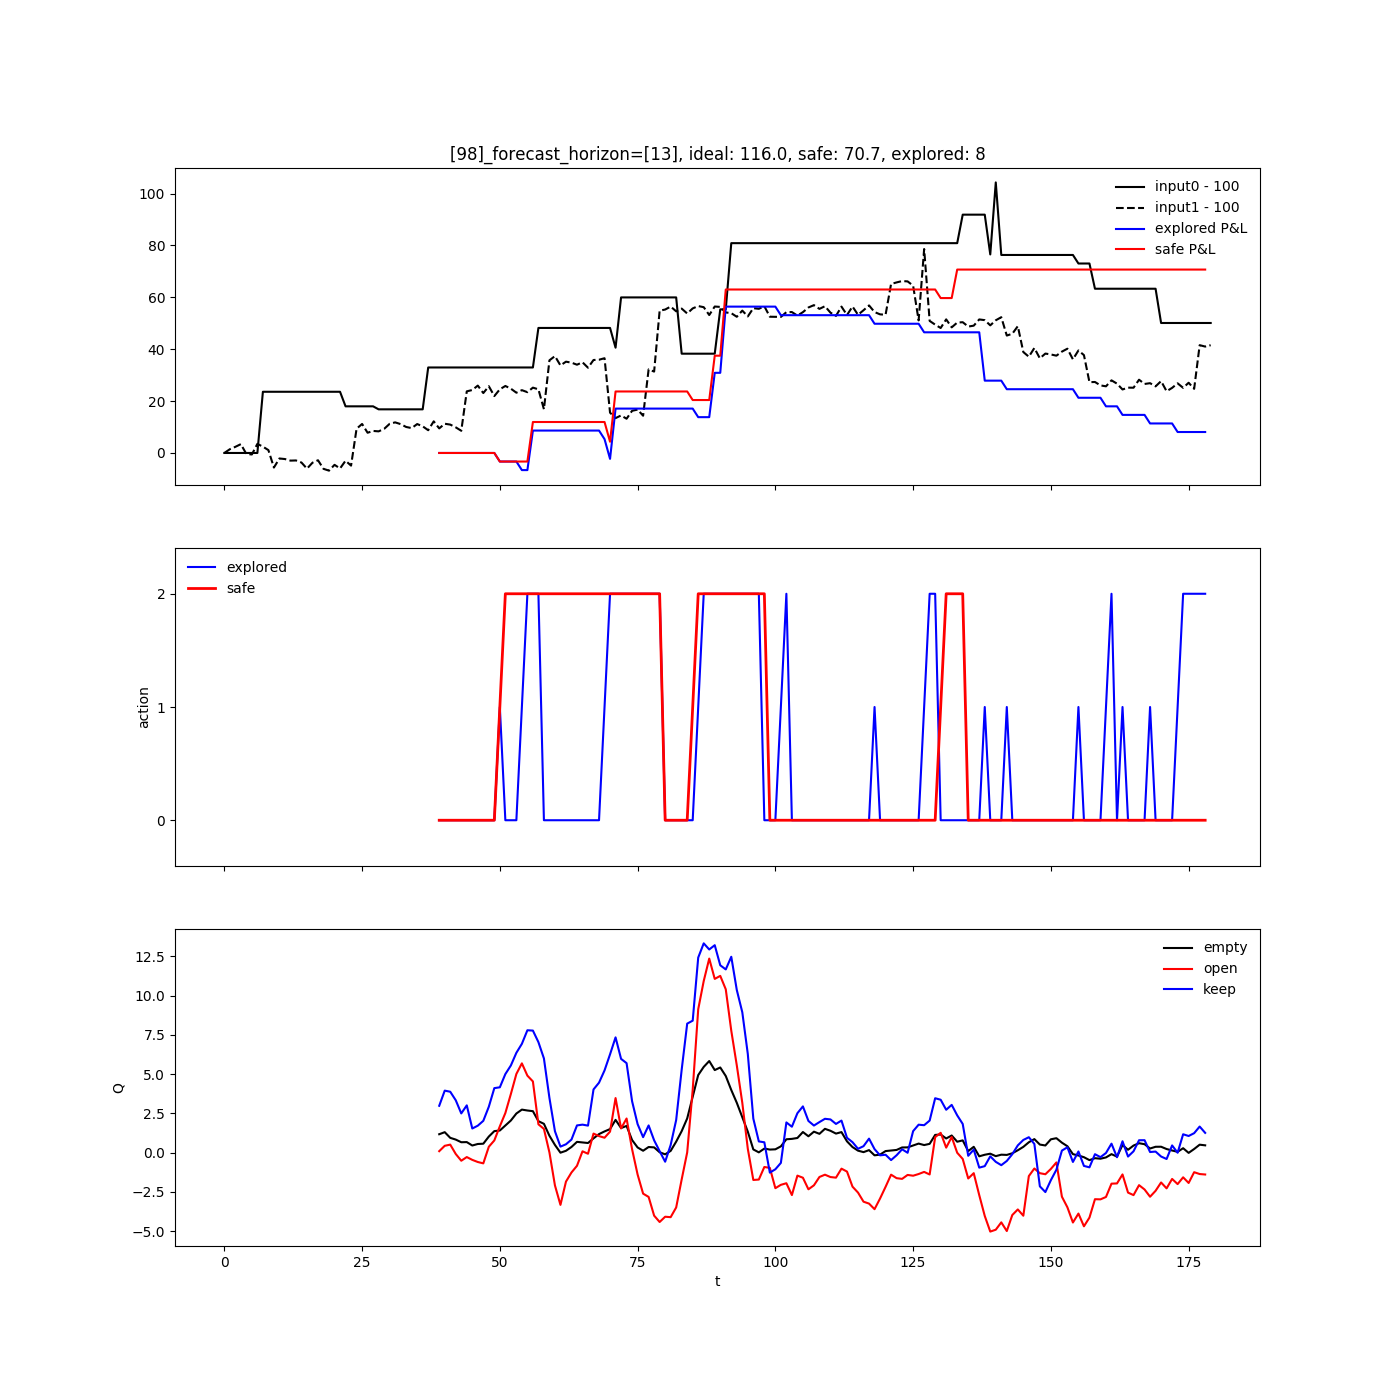 [98]_forecast_horizon=[13], ideal: 116.0, safe: 70.7, explored: 8
100
80
60
40
20
0
input0 - 100
input1 - 100
explored P&L
safe P&L
action
2
1
0
explored
safe
Q
12.5
10.0
7.5
5.0
2.5
0.0
−2.5
−5.0
empty
open
keep
0
25
50
75
100
125
150
175
t